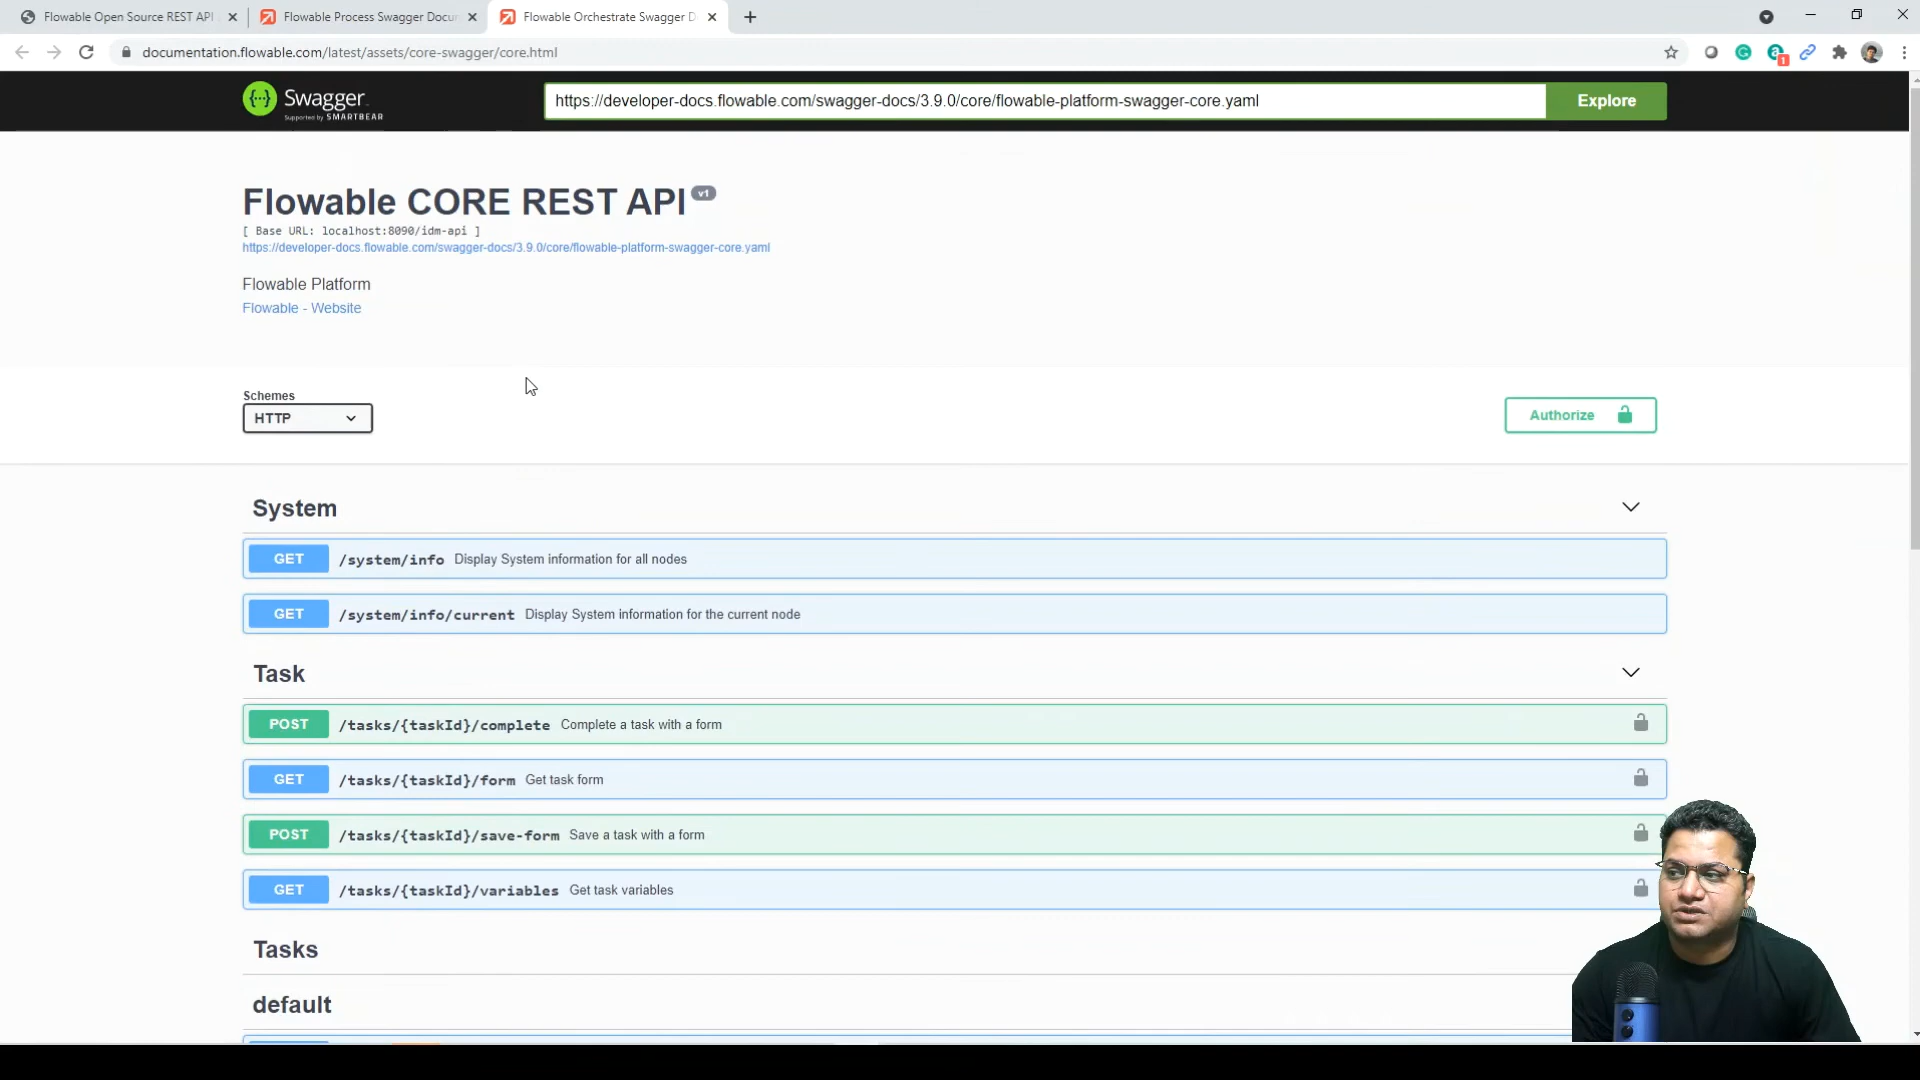 Flowable Open Source REST API
Flowable Process Swagger Docu
Flowable Orchestrate Swagger D
documentation.flowable.com/latest/assets/core-swagger/core.html
1
Swagger
Supported by SMARTBEAR
https://developer-docs.flowable.com/swagger-docs/3.9.0/core/flowable-platform-swagger-core.yaml
Explore
Flowable CORE REST API v1
[ Base URL: localhost:8090/idm-api ]
https://developer-docs.flowable.com/swagger-docs/3.9.0/core/flowable-platform-swagger-core.yaml
Flowable Platform
Flowable - Website
Schemes
HTTP
Authorize
System
GET /system/info Display System information for all nodes
GET /system/info/current Display System information for the current node
Task
POST /tasks/{taskId}/complete Complete a task with a form
GET /tasks/{taskId}/form Get task form
POST /tasks/{taskId}/save-form Save a task with a form
GET /tasks/{taskId}/variables Get task variables
Tasks
default